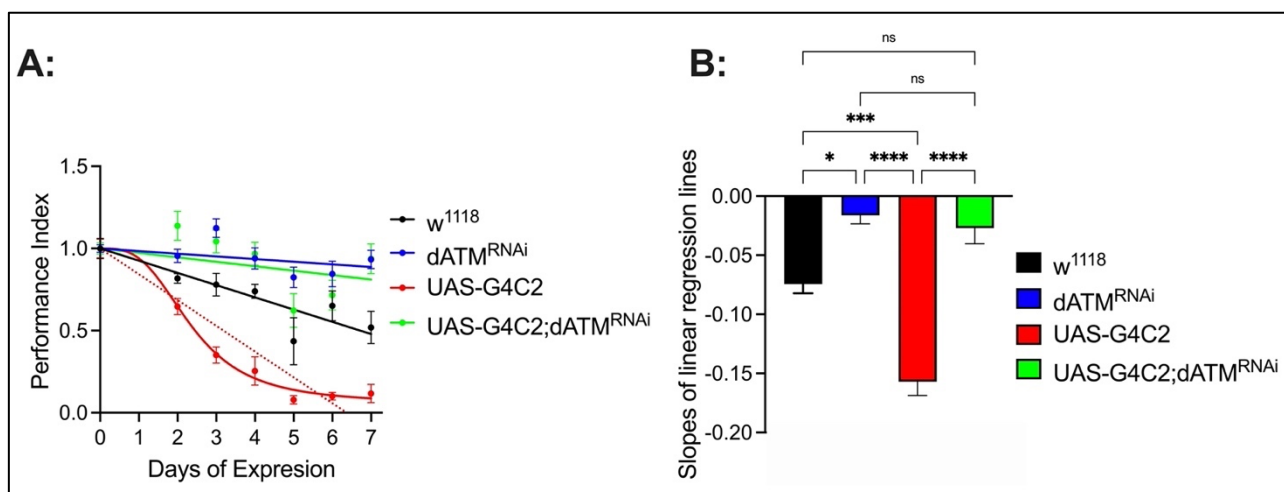 A:
Performance Index
1.5
1.0
0.5
0.0
0 1 2 3 4 5 6 7
Days of Expresion
w1118
dATMRNAi
UAS-G4C2
UAS-G4C2;dATMRNAi
B:
ns
ns
***
* **** ****
Slopes of linear regression lines
0.00
-0.05
-0.10
-0.15
-0.20
w1118
dATMRNAi
UAS-G4C2
UAS-G4C2;dATMRNAi